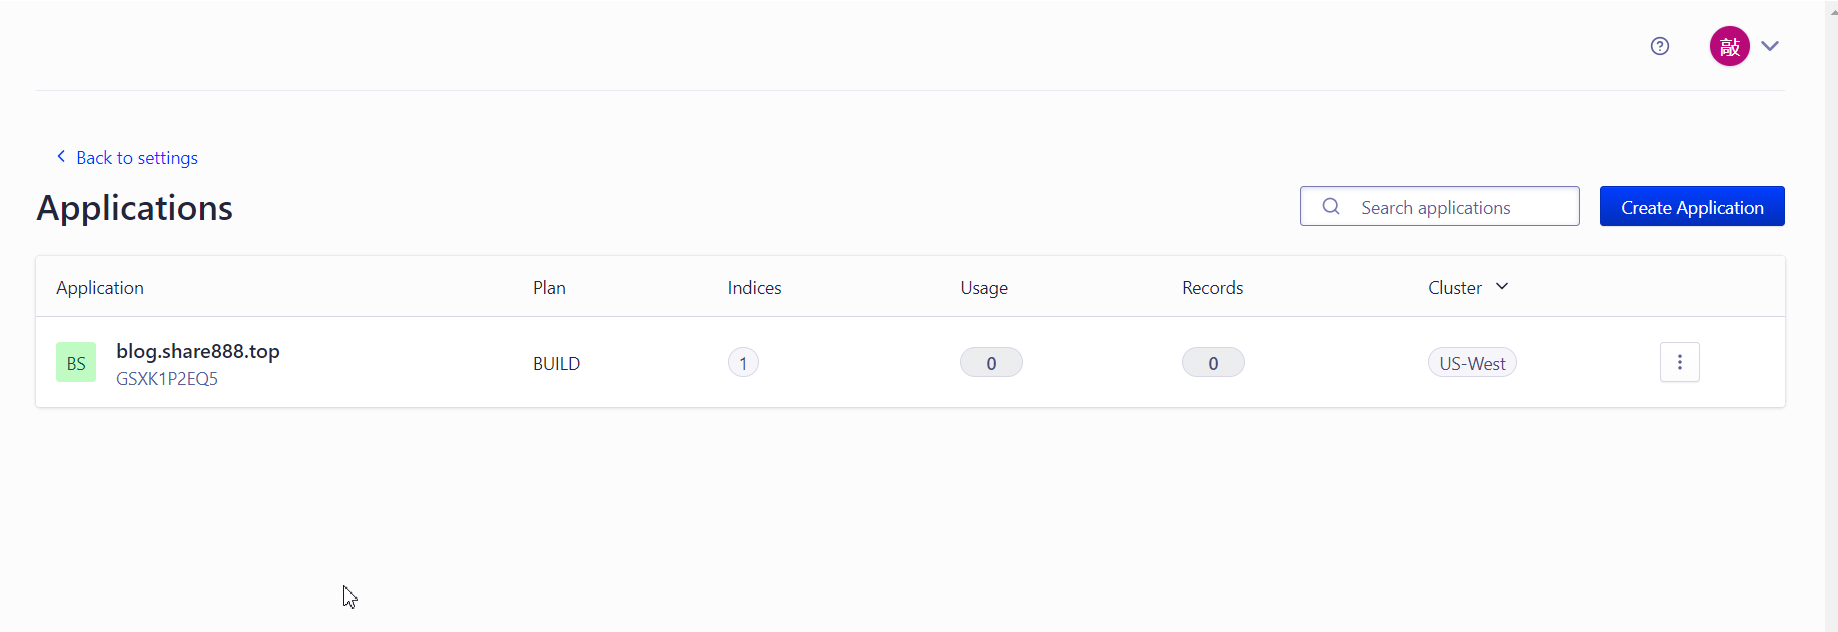 敲
Back to settings
Applications
Search applications
Create Application
Application Plan Indices Usage Records Cluster
BS blog.share888.top BUILD 1 0 0 US-West
GSXK1P2EQ5